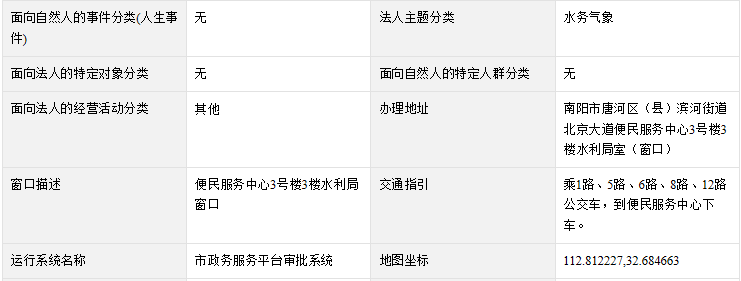 面向自然人的事件分类(人生事
件)
无
法人主题分类
水务气象
面向法人的特定对象分类
无
面向自然人的特定人群分类
无
面向法人的经营活动分类
其他
办理地址
南阳市唐河区（县）滨河街道
北京大道便民服务中心3号楼3
楼水利局室（窗口）
窗口描述
便民服务中心3号楼3楼水利局
窗口
交通指引
乘1路、5路、6路、8路、12路
公交车，到便民服务中心下
车。
运行系统名称
市政务服务平台审批系统
地图坐标
112.812227,32.684663